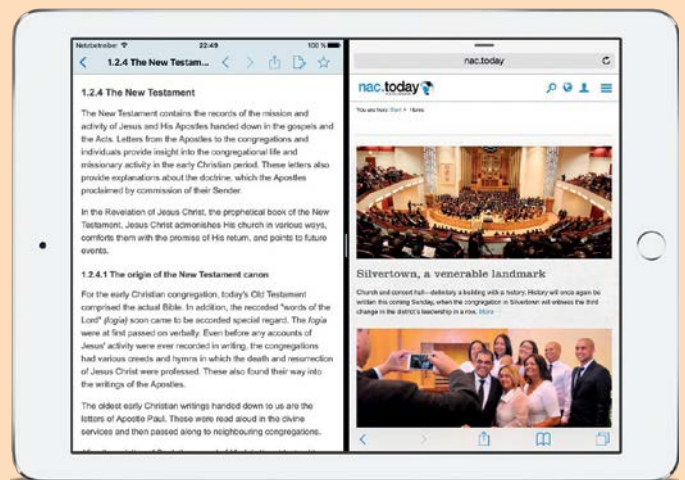 Netzbetreiber
22:49
100 %
1.2.4 The New Testam...
1.2.4 The New Testament
The New Testament contains the records of the mission and
activity of Jesus and His Apostles handed down in the gospels and
the Acts. Letters from the Apostles to the congregations and
individuals provide insight into the congregational life and
missionary activity in the early Christian period. These letters also
provide explanations about the doctrine, which the Apostles
proclaimed by commission of their Sender.
In the Revelation of Jesus Christ, the prophetical book of the New
Testament, Jesus Christ admonishes His church in various ways,
comforts them with the promise of His return, and points to future
events.
1.2.4.1 The origin of the New Testament canon
For the early Christian congregation, today's Old Testament
comprised the actual Bible. In addition, the recorded "words of the
Lord" (logia) soon came to be accorded special regard. The logia
were at first passed on verbally. Even before any accounts of
Jesus' activity were ever recorded in writing, the congregations
had various creeds and hymns in which the death and resurrection
of Jesus Christ were professed. These also found their way into
the writings of the Apostles.
The oldest early Christian writings handed down to us are the
letters of Apostle Paul. These were read aloud in the divine
services and then passed along to neighbouring congregations.
nac.today
nac.today
You are here: Start > Home
Silvertown, a venerable landmark
Church and concert hall—definitely a building with a history. History will once again be
written this coming Sunday, when the congregation in Silvertown will witness the third
change in the district's leadership in a row. More